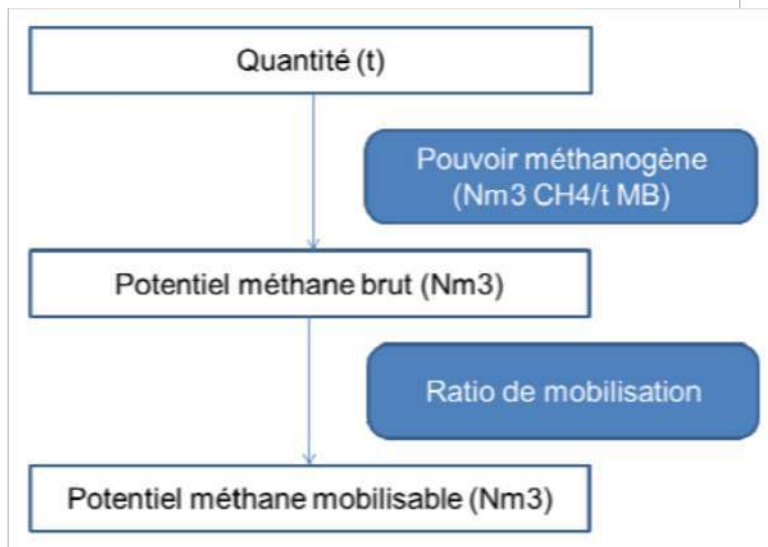 Quantité (t)
Pouvoir méthanogène
(Nm3 CH4/t MB)
Potentiel méthane brut (Nm3)
Ratio de mobilisation
Potentiel méthane mobilisable (Nm3)